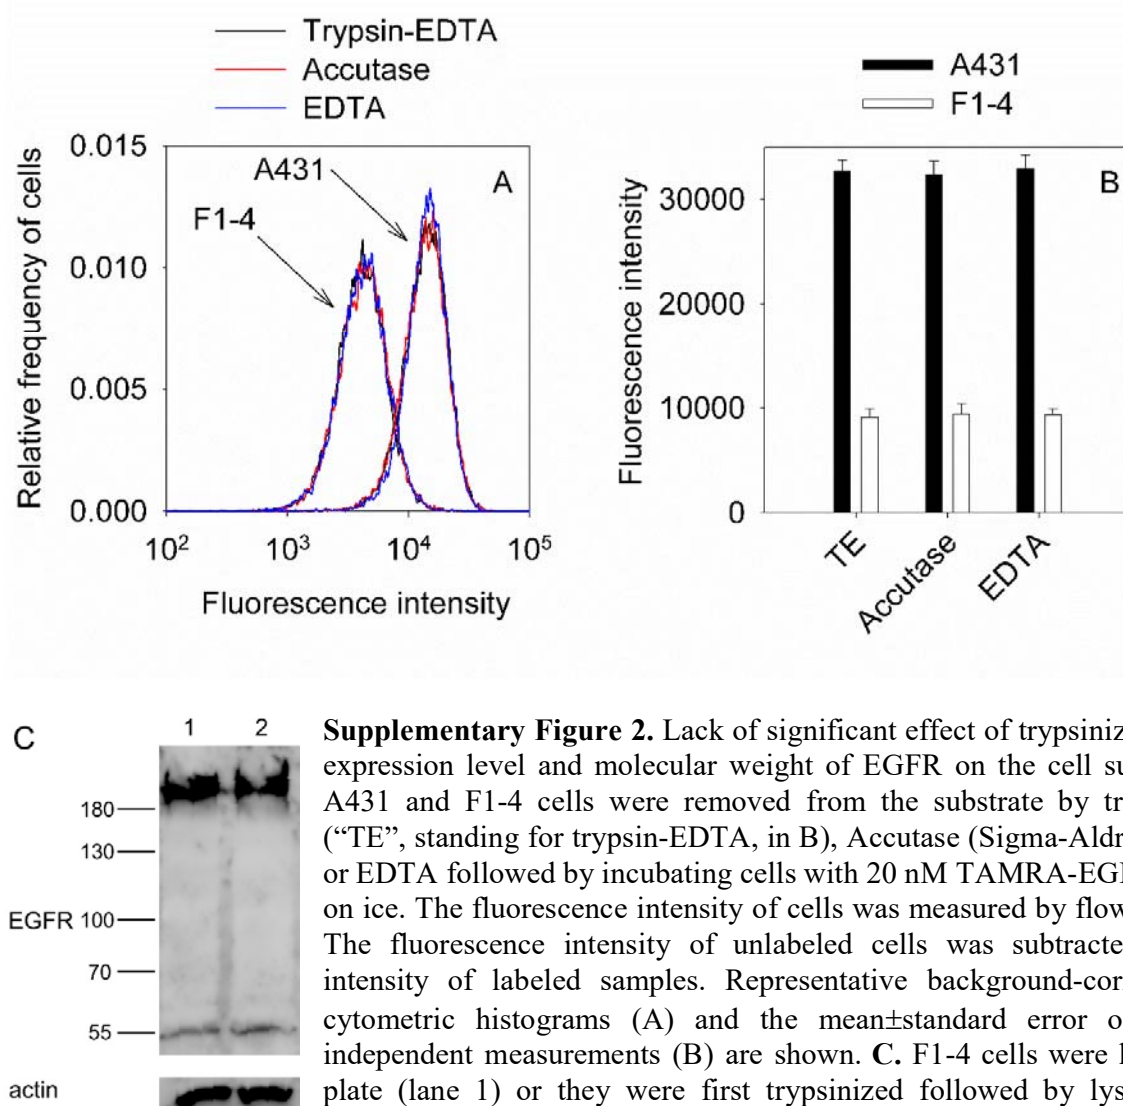 Trypsin-EDTA
Accutase
EDTA
A431
F1-4
0.015
0.010
0.005
0.000
Relative frequency of cells
A431
F1-4
A
10²
10³
10⁴
10⁵
Fluorescence intensity
30000
20000
10000
0
Fluorescence intensity
B
TE
Accutase
EDTA
C
1 2
180
130
EGFR 100
70
55
actin
Supplementary Figure 2. Lack of significant effect of trypsiniz
expression level and molecular weight of EGFR on the cell su
A431 and F1-4 cells were removed from the substrate by tr
(“TE”, standing for trypsin-EDTA, in B), Accutase (Sigma-Aldr
or EDTA followed by incubating cells with 20 nM TAMRA-EGF
on ice. The fluorescence intensity of cells was measured by flow
The fluorescence intensity of unlabeled cells was subtracte
intensity of labeled samples. Representative background-cor
cytometric histograms (A) and the mean±standard error o
independent measurements (B) are shown. C. F1-4 cells were l
plate (lane 1) or they were first trypsinized followed by lys